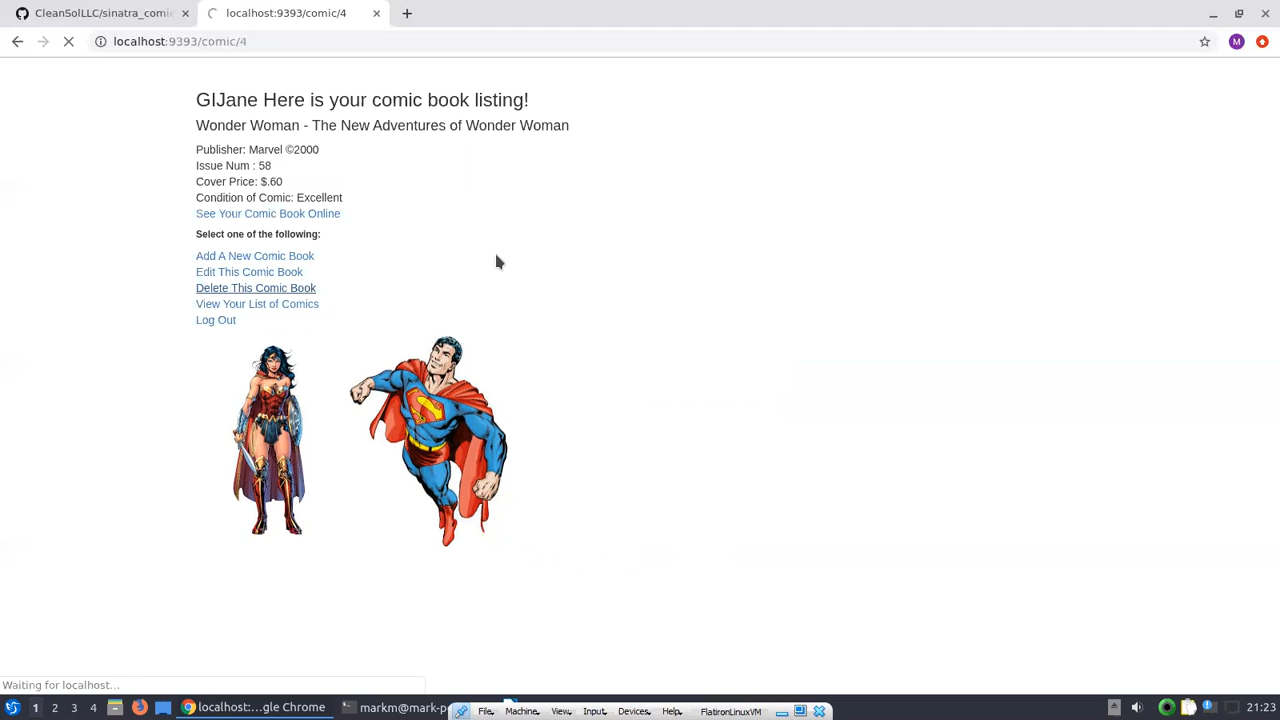 CleanSolLLC/sinatra_comic
localhost:9393/comic/4
localhost:9393/comic/4
M
GIJane Here is your comic book listing!
Wonder Woman - The New Adventures of Wonder Woman
Publisher: Marvel ©2000
Issue Num : 58
Cover Price: $.60
Condition of Comic: Excellent
See Your Comic Book Online
Select one of the following:
Add A New Comic Book
Edit This Comic Book
Delete This Comic Book
View Your List of Comics
Log Out
Waiting for localhost...
1 2 3 4 localhost:...gle Chrome markm@mark-p 21:23
File Machine View Input Devices Help FlatironLinuxVM